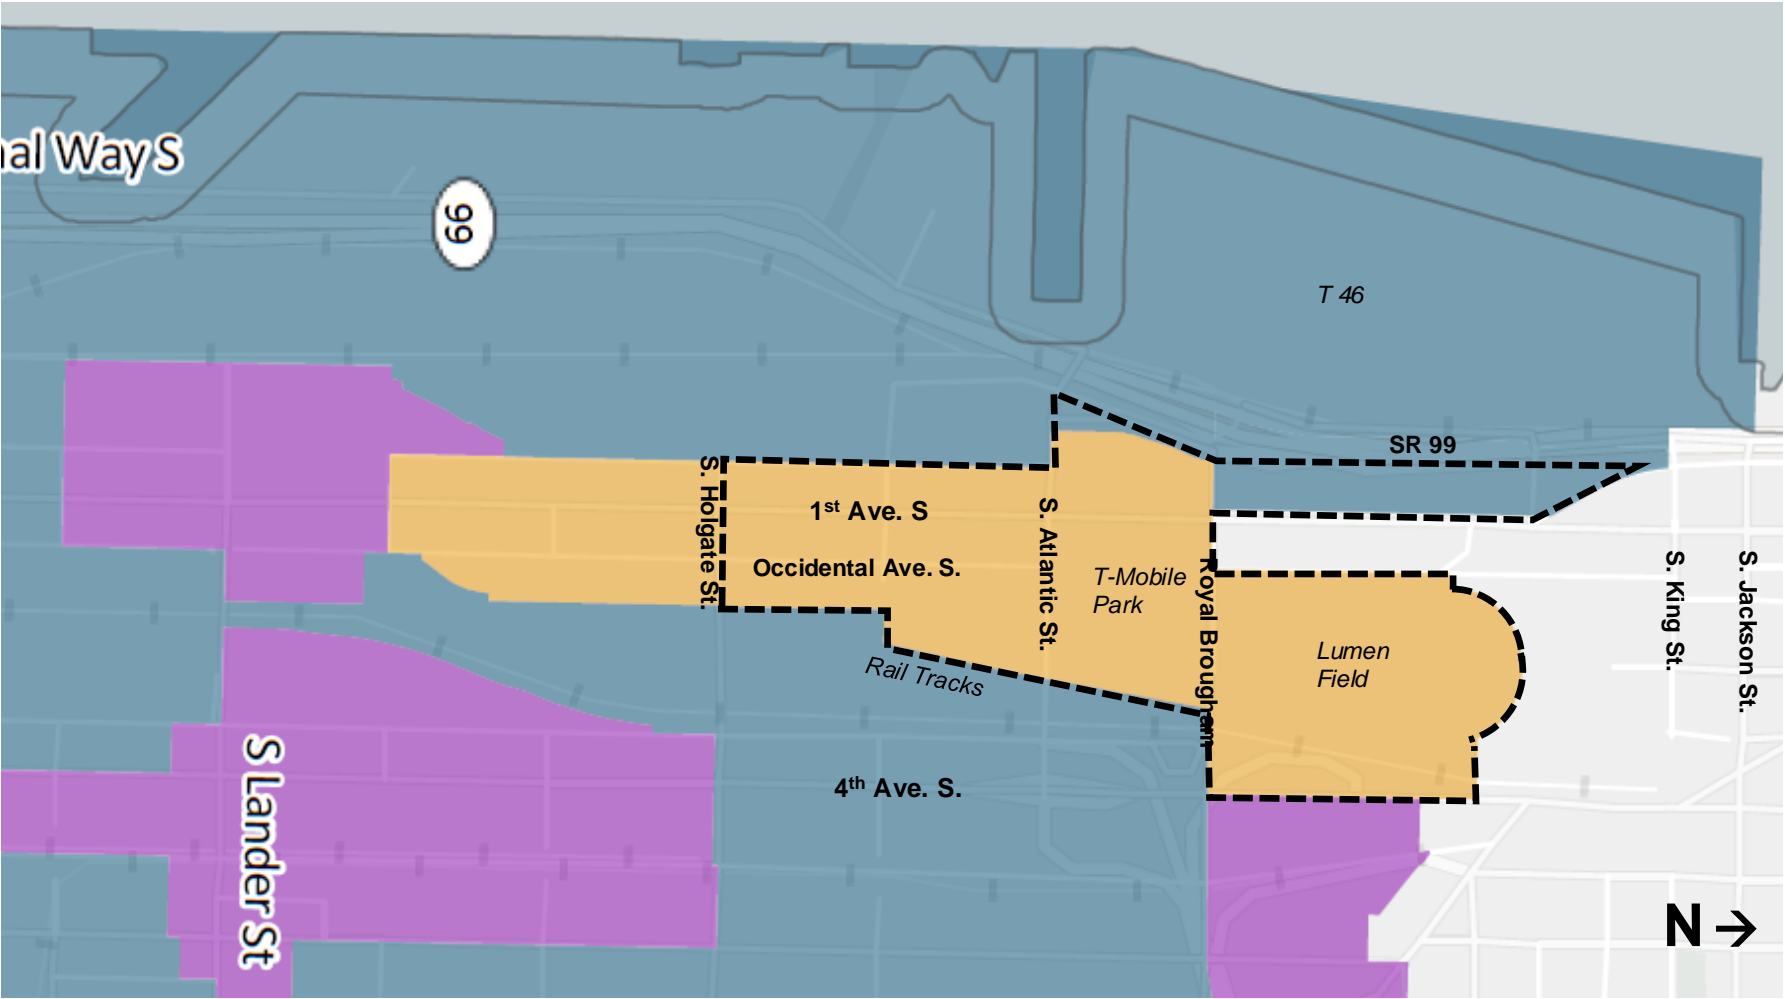 nal Way S
99
T 46
SR 99
S. Holgate St.
1st Ave. S
Occidental Ave. S.
S. Atlantic St.
T-Mobile
Park
Royal Brougham
Lumen
Field
S. King St.
S. Jackson St.
Rail Tracks
4th Ave. S.
S Lander St
N →